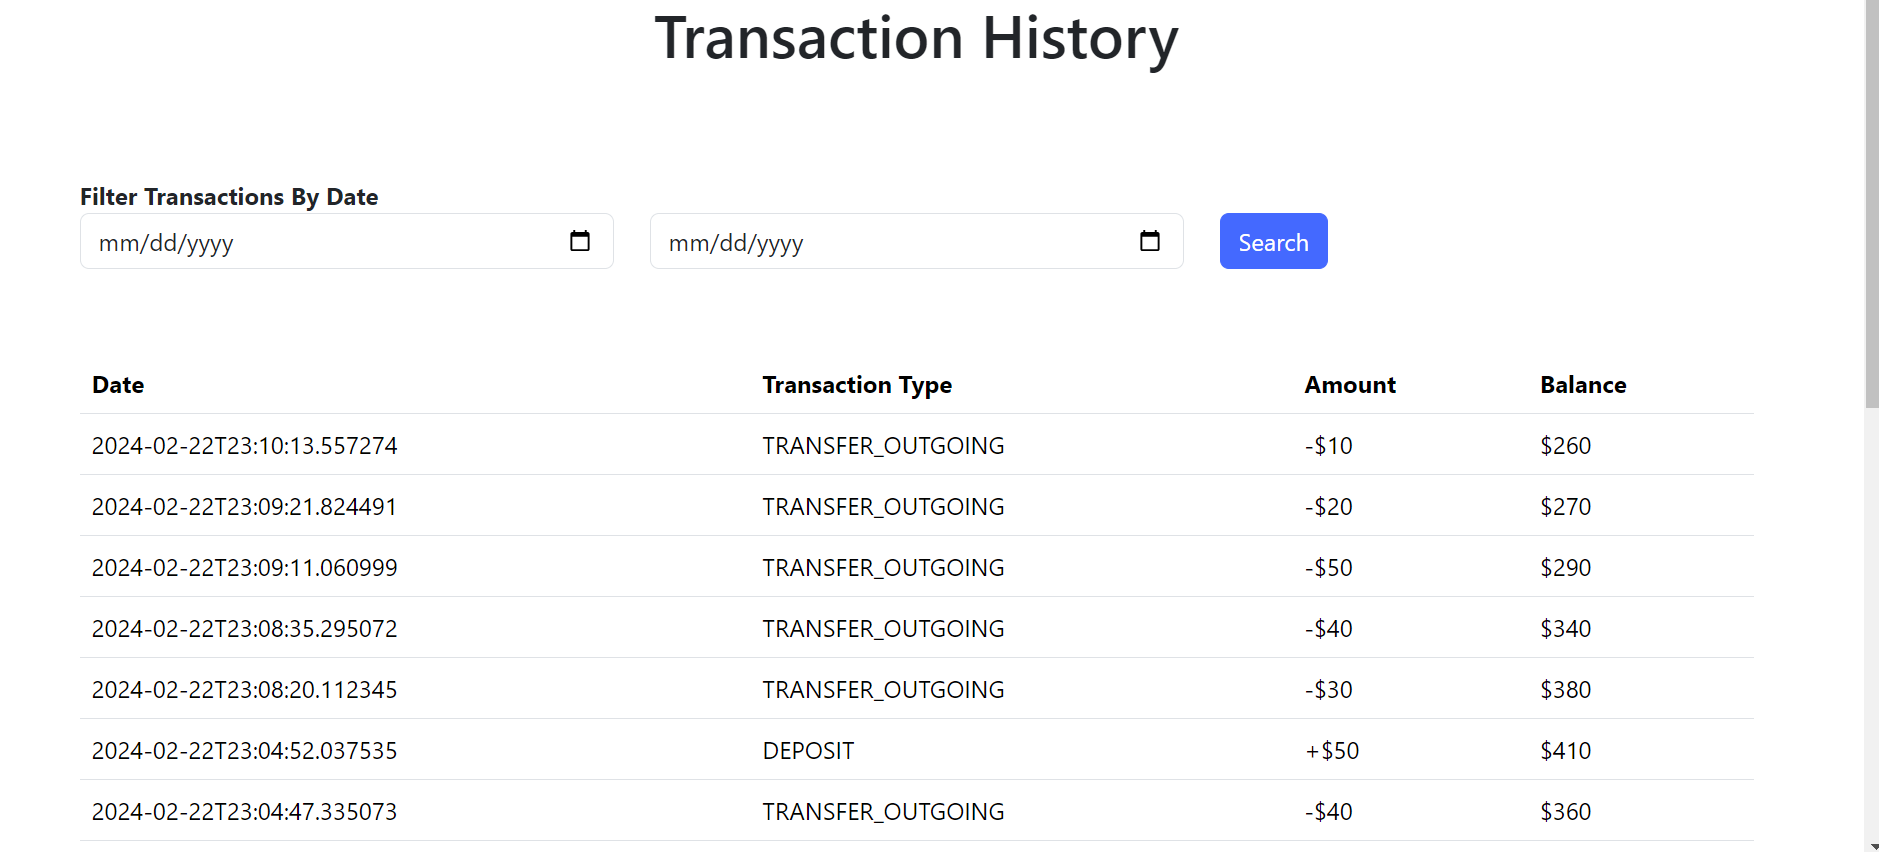 Transaction History
Filter Transactions By Date
mm/dd/yyyy mm/dd/yyyy Search
Date Transaction Type Amount Balance
2024-02-22T23:10:13.557274 TRANSFER_OUTGOING -$10 $260
2024-02-22T23:09:21.824491 TRANSFER_OUTGOING -$20 $270
2024-02-22T23:09:11.060999 TRANSFER_OUTGOING -$50 $290
2024-02-22T23:08:35.295072 TRANSFER_OUTGOING -$40 $340
2024-02-22T23:08:20.112345 TRANSFER_OUTGOING -$30 $380
2024-02-22T23:04:52.037535 DEPOSIT +$50 $410
2024-02-22T23:04:47.335073 TRANSFER_OUTGOING -$40 $360